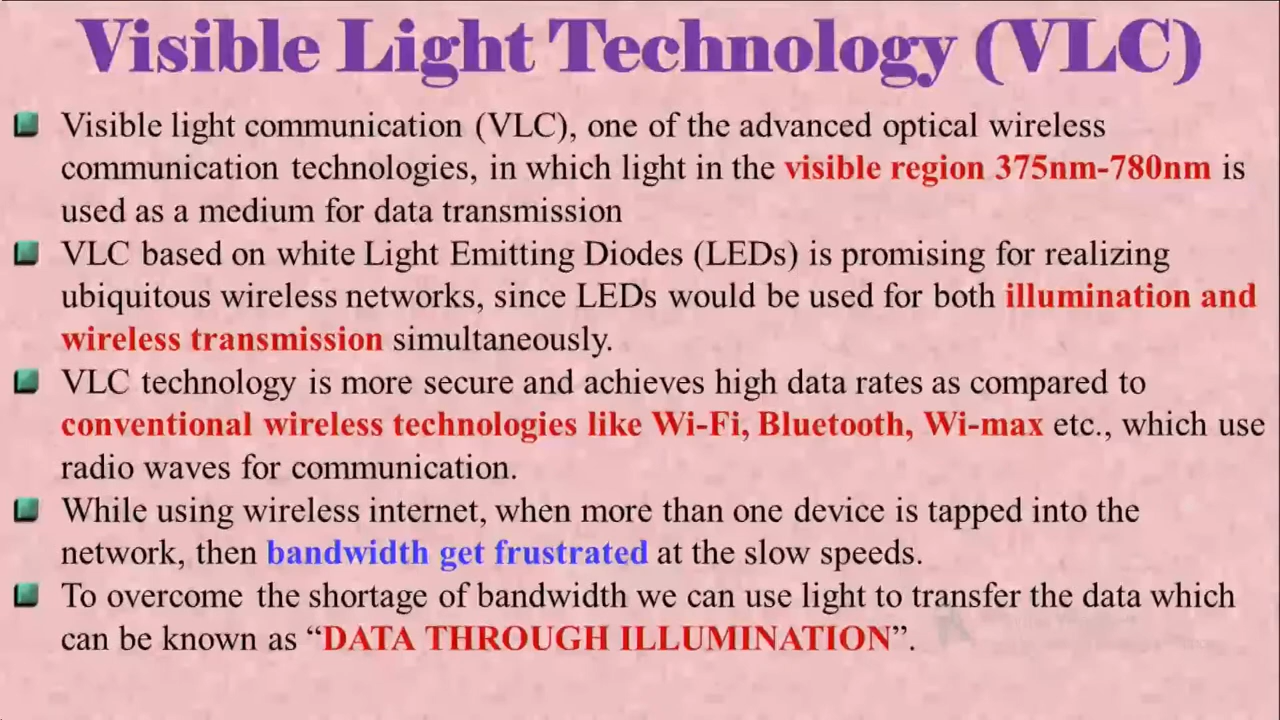 Visible Light Technology (VLC)
Visible light communication (VLC), one of the advanced optical wireless
communication technologies, in which light in the visible region 375nm-780nm is
used as a medium for data transmission
VLC based on white Light Emitting Diodes (LEDs) is promising for realizing
ubiquitous wireless networks, since LEDs would be used for both illumination and
wireless transmission simultaneously.
VLC technology is more secure and achieves high data rates as compared to
conventional wireless technologies like Wi-Fi, Bluetooth, Wi-max etc., which use
radio waves for communication.
While using wireless internet, when more than one device is tapped into the
network, then bandwidth get frustrated at the slow speeds.
To overcome the shortage of bandwidth we can use light to transfer the data which
can be known as “DATA THROUGH ILLUMINATION”.